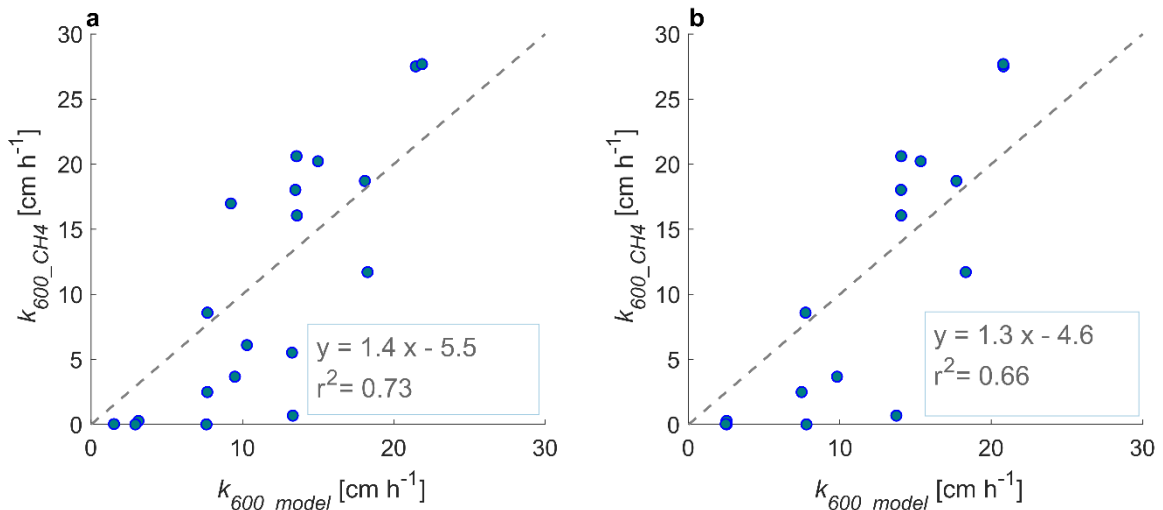 a
30
25
20
15
10
5
0
0
10
20
30
k600_CH4 [cm h-1]
k600_model [cm h-1]
y = 1.4 x - 5.5
r2= 0.73
b
30
25
20
15
10
5
0
0
10
20
30
k600_CH4 [cm h-1]
k600_model [cm h-1]
y = 1.3 x - 4.6
r2= 0.66